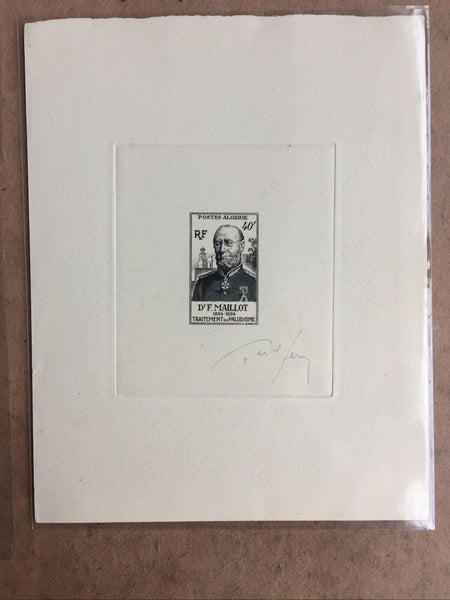 POSTES-ALGERIE
40F
RF
DR F. MAILLOT
1804-1894
TRAITEMENT DU PALUDISME